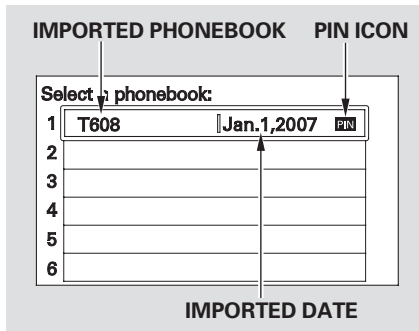 IMPORTED PHONEBOOK PIN ICON
Select a phonebook:
1 T608 Jan.1,2007 PIN
2
3
4
5
6
IMPORTED DATE